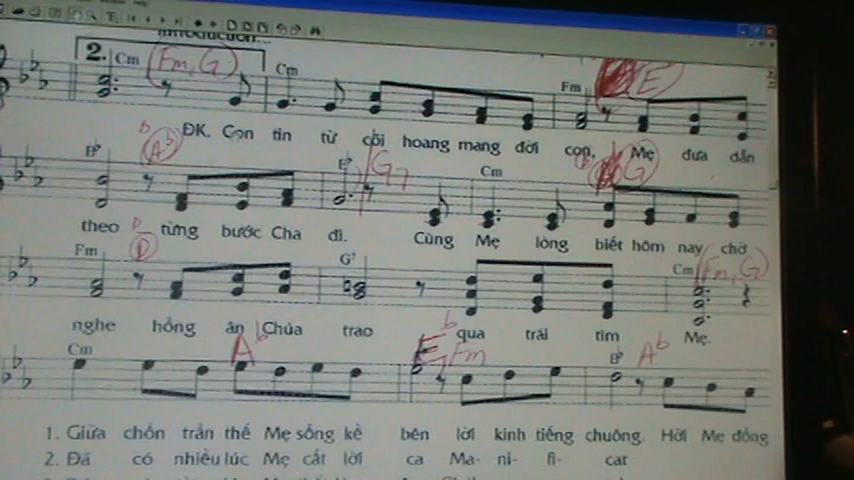 Introduction...
2. Cm (Fm, G) Cm Fm (E)
ĐK. Con tin từ cõi hoang mang đời con, Mẹ đưa dẫn
B♭ A♭ E♭ G7 Cm G
theo từng bước Cha đi. Cùng Mẹ lòng biết hôm nay chờ
Fm G7 Cm (Fm, G)
nghe hồng ân Chúa trao qua trái tim Mẹ.
Cm A♭ E♭ Fm B♭ A♭
1. Giữa chốn trần thế Mẹ sống kề bên lời kinh tiếng chuông. Hỡi Mẹ đồng
2. Đã có nhiều lúc Mẹ cất lời ca Ma- ni- fi- cat